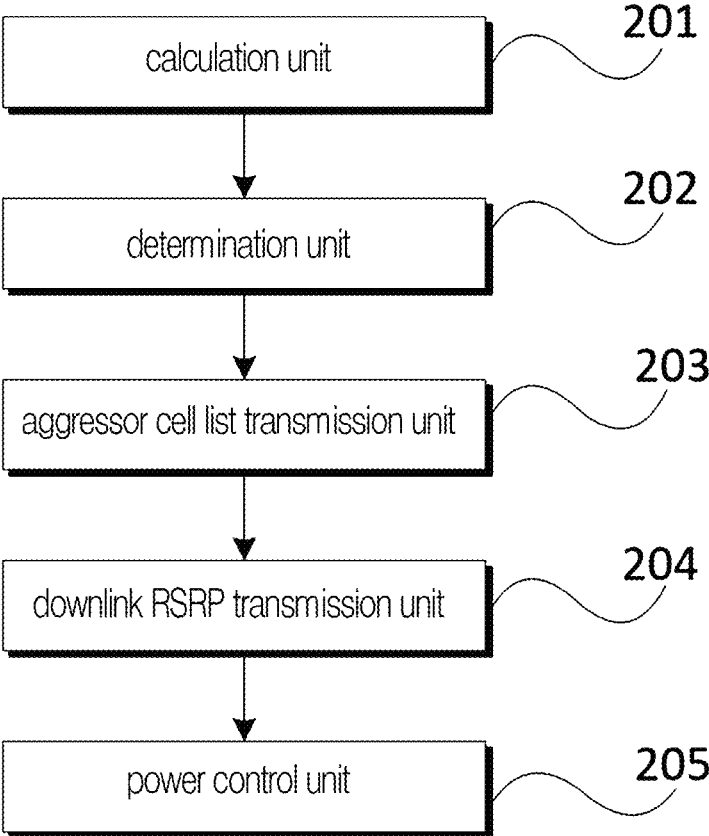 calculation unit
201
determination unit
202
aggressor cell list transmission unit
203
downlink RSRP transmission unit
204
power control unit
205